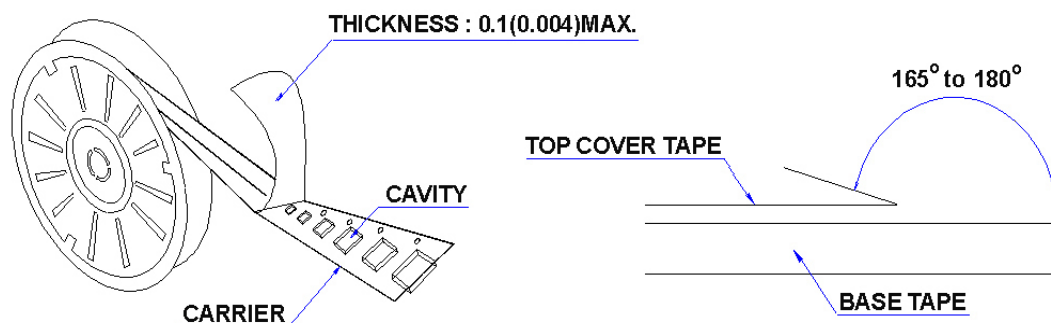 THICKNESS : 0.1(0.004)MAX.
165° to 180°
TOP COVER TAPE
CAVITY
CARRIER
BASE TAPE